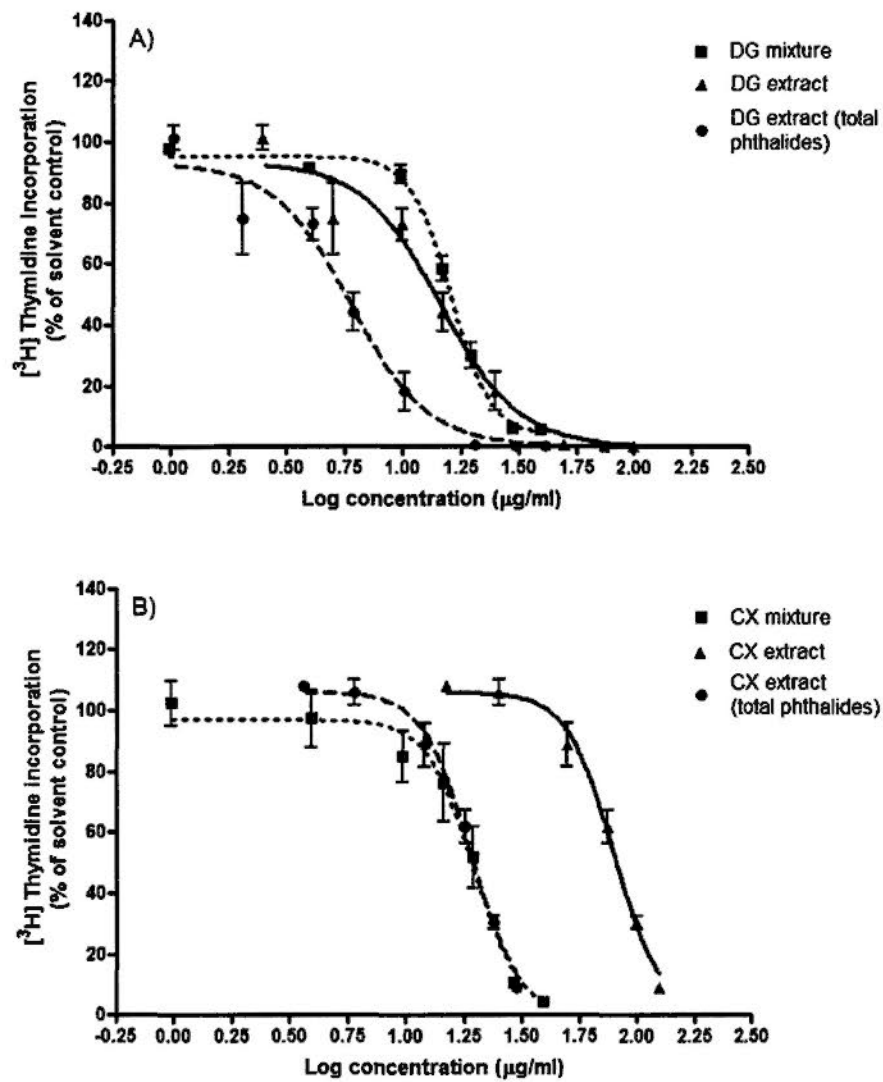 A)
140
120
100
80
60
40
20
0
[³H] Thymidine incorporation
(% of solvent control)
-0.25 0.00 0.25 0.50 0.75 1.00 1.25 1.50 1.75 2.00 2.25 2.50
Log concentration (µg/ml)
DG mixture
DG extract
DG extract (total
phthalides)
B)
140
120
100
80
60
40
20
0
[³H] Thymidine incorporation
(% of solvent control)
-0.25 0.00 0.25 0.50 0.75 1.00 1.25 1.50 1.75 2.00 2.25 2.50
Log concentration (µg/ml)
CX mixture
CX extract
CX extract
(total phthalides)